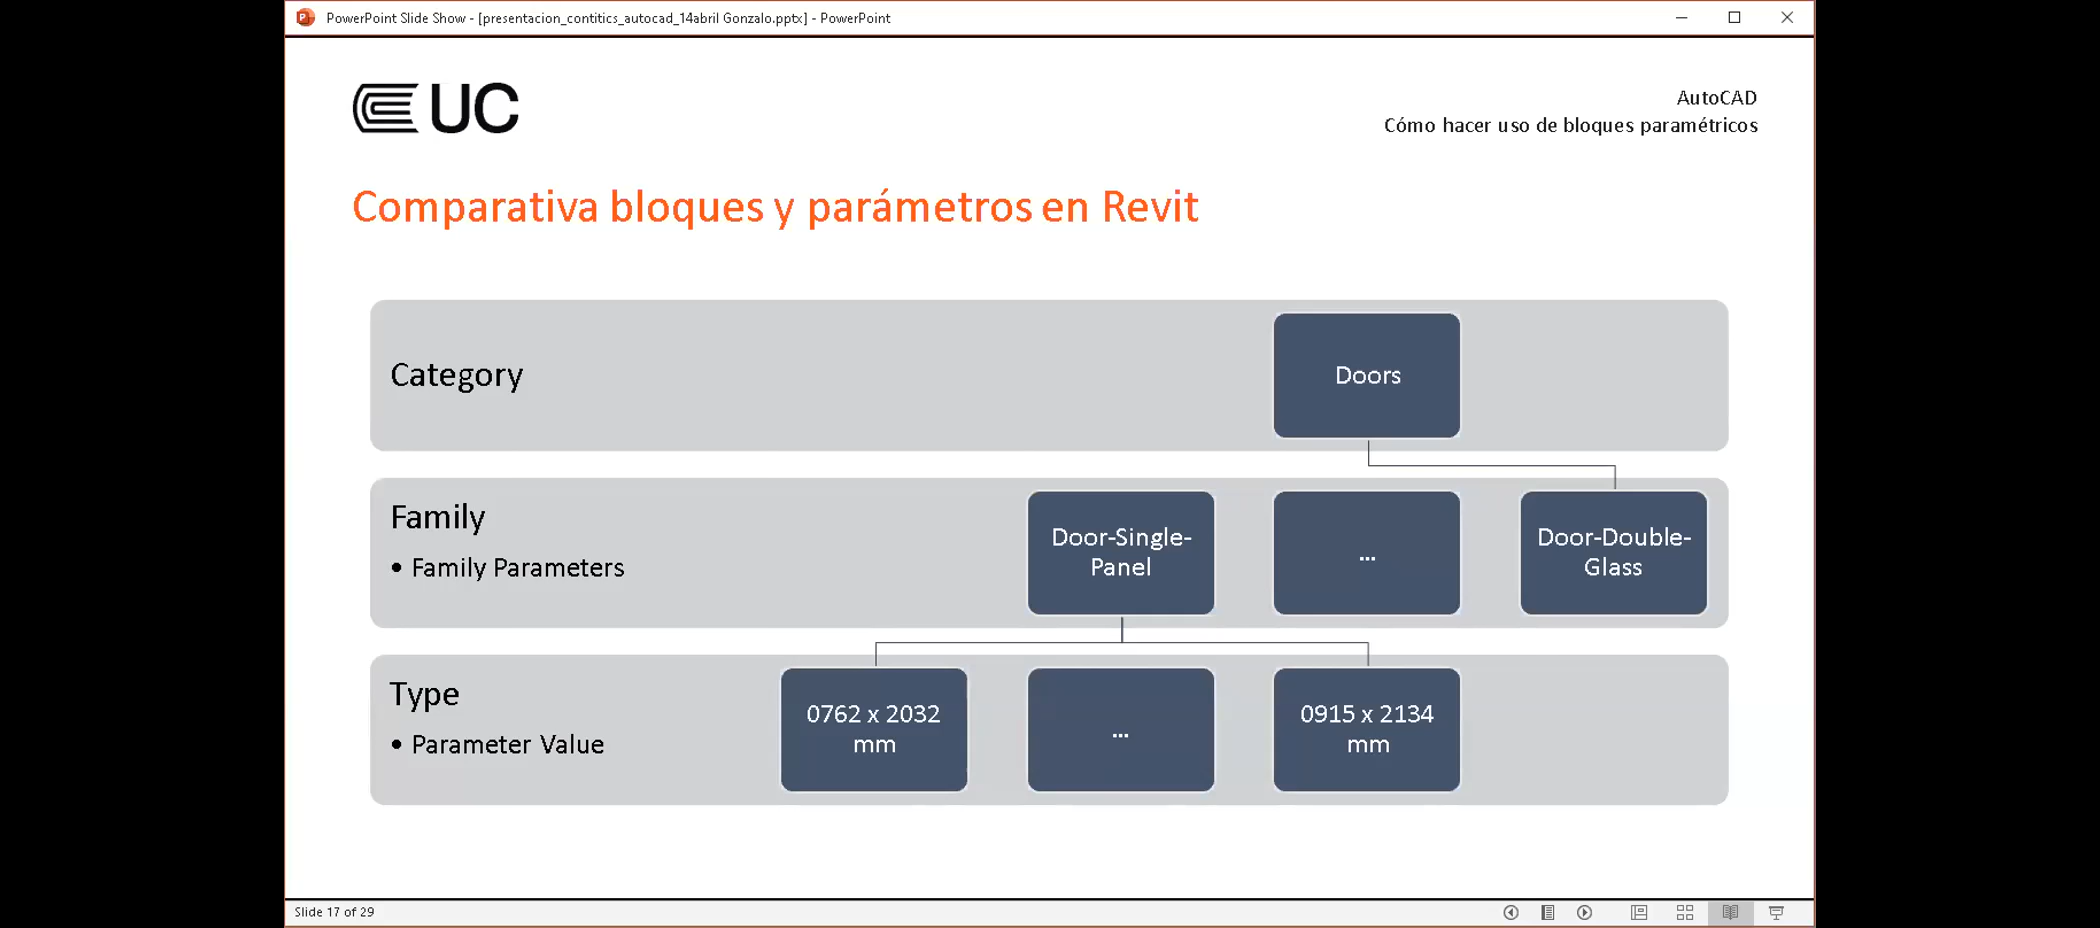 PowerPoint Slide Show - [presentacion_contitics_autocad_14abril Gonzalo.pptx] - PowerPoint
UC
AutoCAD
Cómo hacer uso de bloques paramétricos
Comparativa bloques y parámetros en Revit
Category
Doors
Family
• Family Parameters
Door-Single-
Panel
...
Door-Double-
Glass
Type
• Parameter Value
0762 x 2032
mm
...
0915 x 2134
mm
Slide 17 of 29